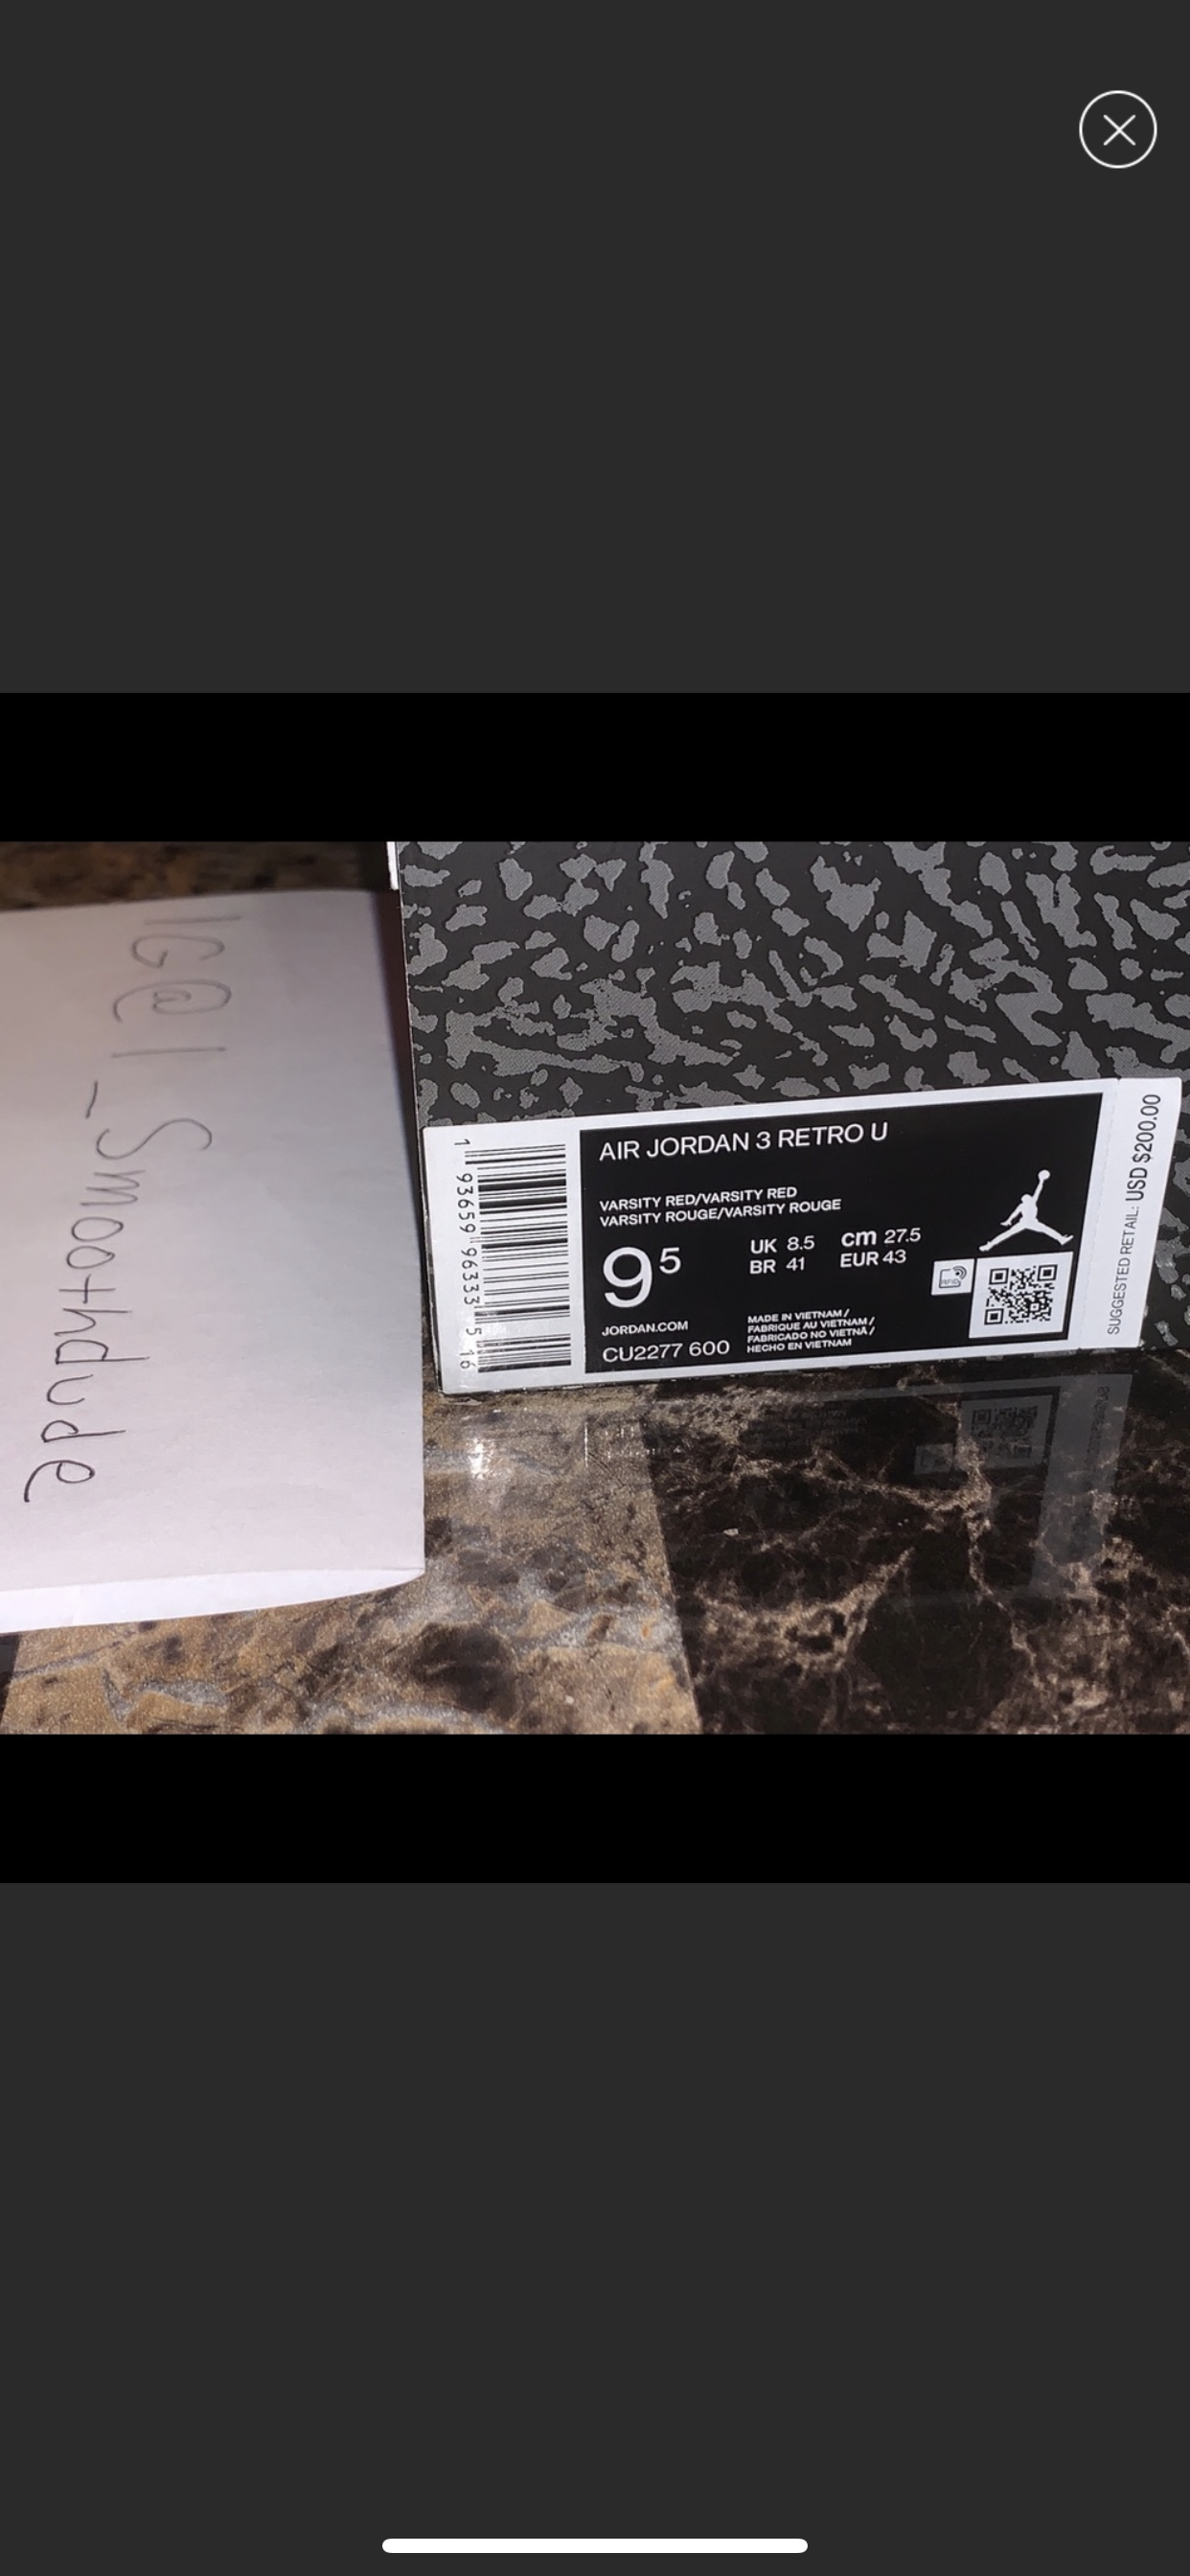 IG@1_Smoothdude
AIR JORDAN 3 RETRO U
VARSITY RED/VARSITY RED
VARSITY ROUGE/VARSITY ROUGE
9⁵
UK 8.5 cm 27.5
BR 41 EUR 43
RFID
JORDAN.COM
CU2277 600
MADE IN VIETNAM /
FABRIQUE AU VIETNAM /
FABRICADO NO VIETNÃ /
HECHO EN VIETNAM
1 93659 96333 5 16
SUGGESTED RETAIL: USD $200.00